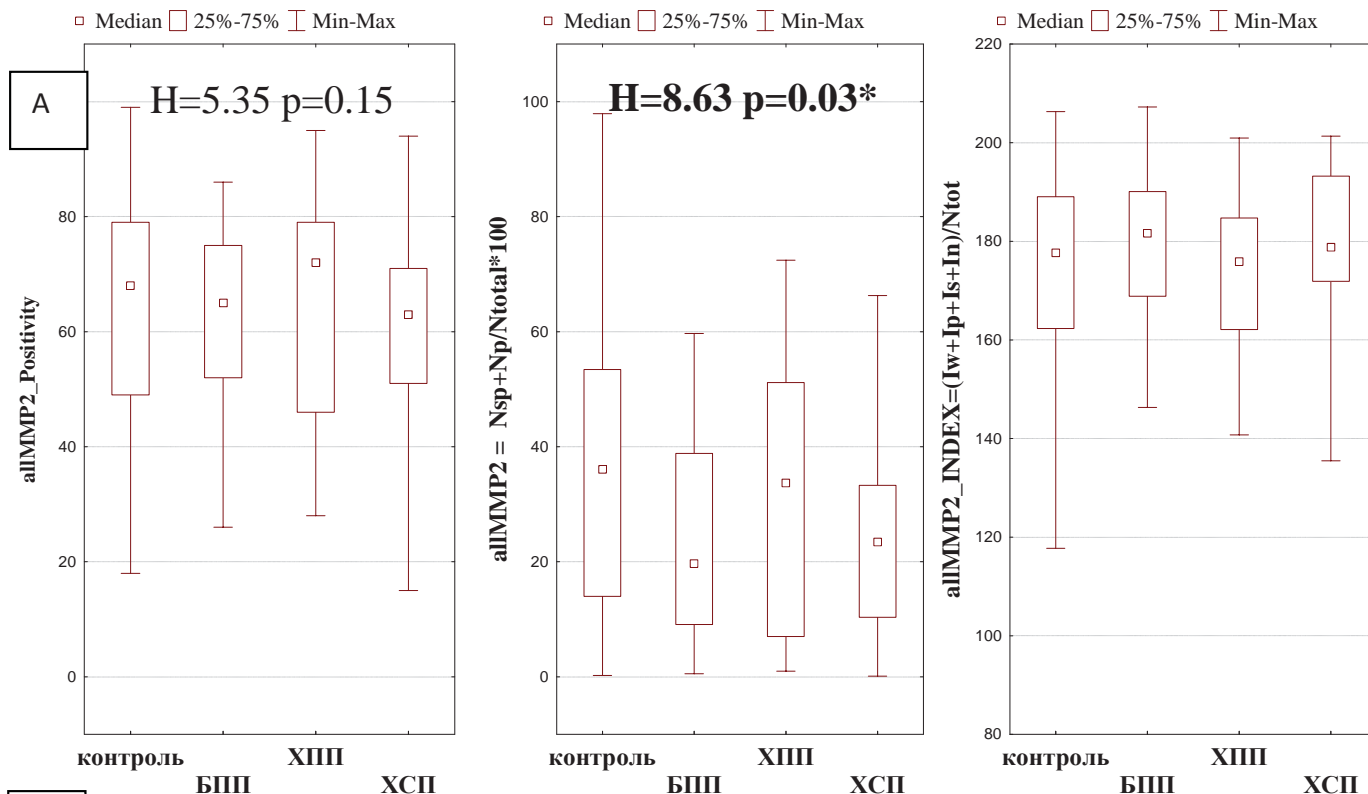 Median 25%-75% Min-Max
A
H=5.35 p=0.15
allMMP2_Positivity
80
60
40
20
0
контроль
БПП
ХПП
ХСП
Median 25%-75% Min-Max
H=8.63 p=0.03*
allMMP2 = Nsp+Np/Ntotal*100
100
80
60
40
20
0
контроль
БПП
ХПП
ХСП
Median 25%-75% Min-Max
allMMP2_INDEX=(Iw+Ip+Is+In)/Ntot
220
200
180
160
140
120
100
80
контроль
БПП
ХПП
ХСП